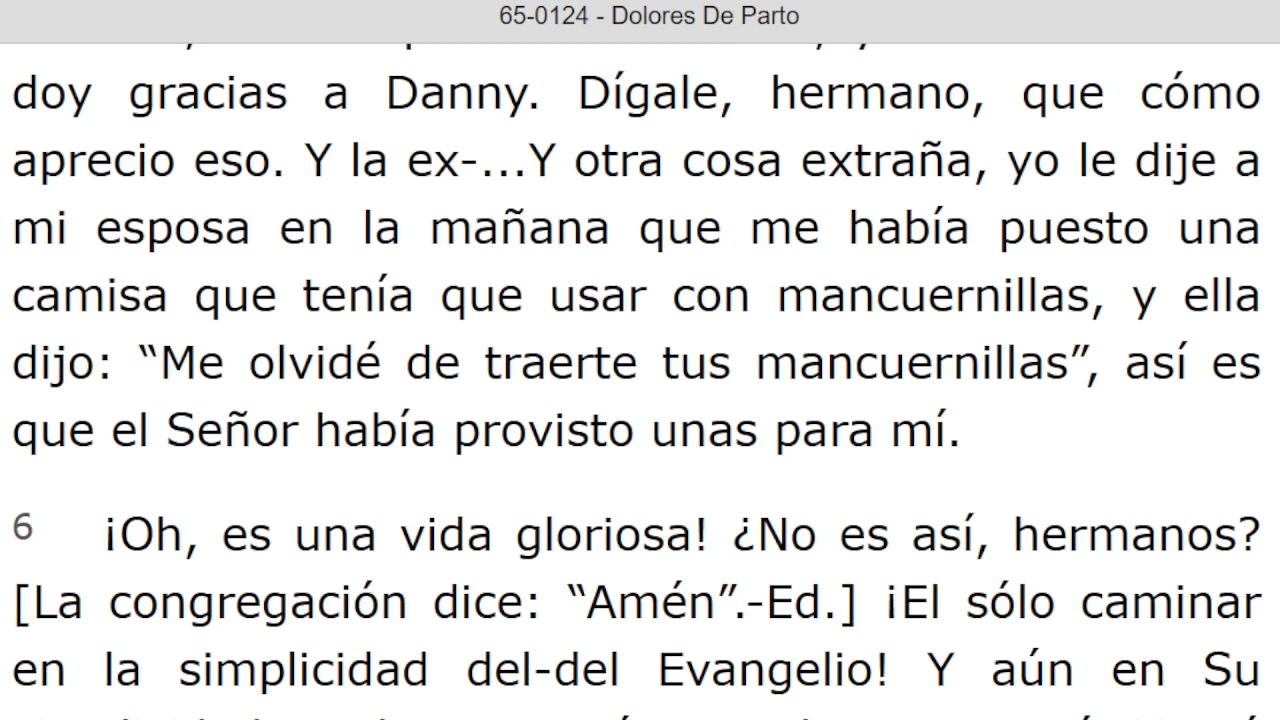 65-0124 - Dolores De Parto
doy gracias a Danny. Dígale, hermano, que cómo
aprecio eso. Y la ex-...Y otra cosa extraña, yo le dije a
mi esposa en la mañana que me había puesto una
camisa que tenía que usar con mancuernillas, y ella
dijo: “Me olvidé de traerte tus mancuernillas”, así es
que el Señor había provisto unas para mí.
6 ¡Oh, es una vida gloriosa! ¿No es así, hermanos?
[La congregación dice: “Amén”.-Ed.] ¡El sólo caminar
en la simplicidad del-del Evangelio! Y aún en Su